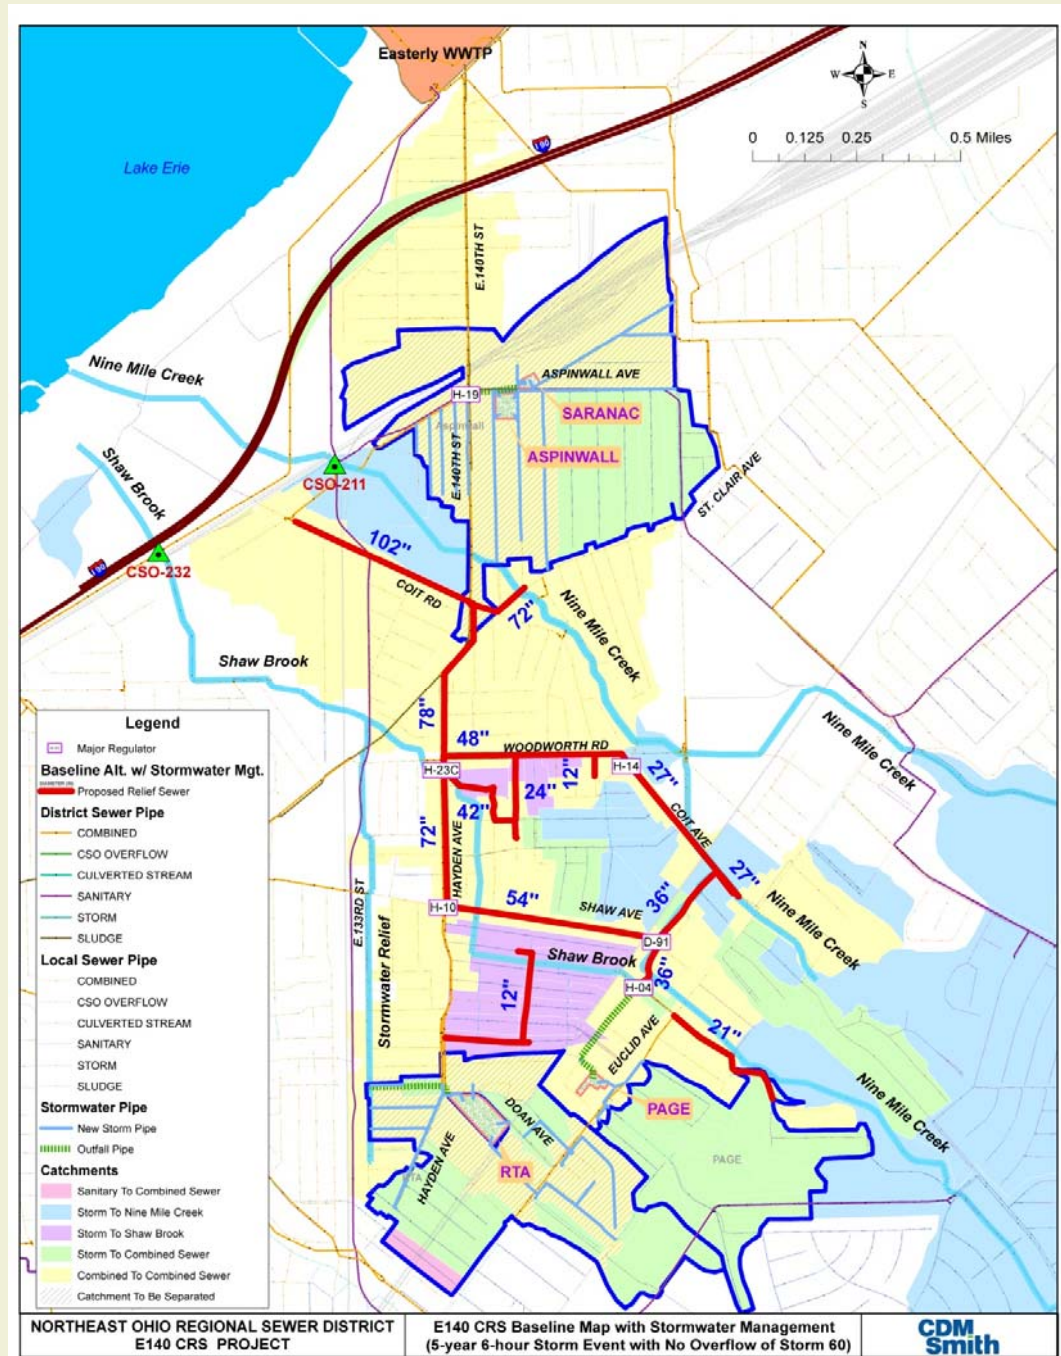 Easterly WWTP
N
W E
S
0 0.125 0.25 0.5 Miles
Lake Erie
I 90
E.140TH ST
Nine Mile Creek
ASPINWALL AVE
H-19
SARANAC
Aspinwall
ASPINWALL
E.140TH ST
Shaw Brook
CSO-211
ST. CLAIR AVE
102"
I 90
CSO-232
COIT RD
72"
Nine Mile Creek
Shaw Brook
78"
48"
WOODWORTH RD
Nine Mile Creek
H-23C
H-14
12"
27"
24"
42"
72"
HAYDEN AVE
COIT AVE
27"
54"
36"
SHAW AVE
E.133RD ST
H-10
Nine Mile Creek
D-91
Shaw Brook
36"
Stormwater Relief
H-04
12"
21"
EUCLID AVE
Nine Mile Creek
DOAN AVE
PAGE
HAYDEN AVE
RTA
PAGE
Legend
Major Regulator
Baseline Alt. w/ Stormwater Mgt.
Proposed Relief Sewer
District Sewer Pipe
COMBINED
CSO OVERFLOW
CULVERTED STREAM
SANITARY
STORM
SLUDGE
Local Sewer Pipe
COMBINED
CSO OVERFLOW
CULVERTED STREAM
SANITARY
STORM
SLUDGE
Stormwater Pipe
New Storm Pipe
Outfall Pipe
Catchments
Sanitary To Combined Sewer
Storm To Nine Mile Creek
Storm To Shaw Brook
Storm To Combined Sewer
Combined To Combined Sewer
Catchment To Be Separated
NORTHEAST OHIO REGIONAL SEWER DISTRICT
E140 CRS PROJECT
E140 CRS Baseline Map with Stormwater Management
(5-year 6-hour Storm Event with No Overflow of Storm 60)
CDM
Smith